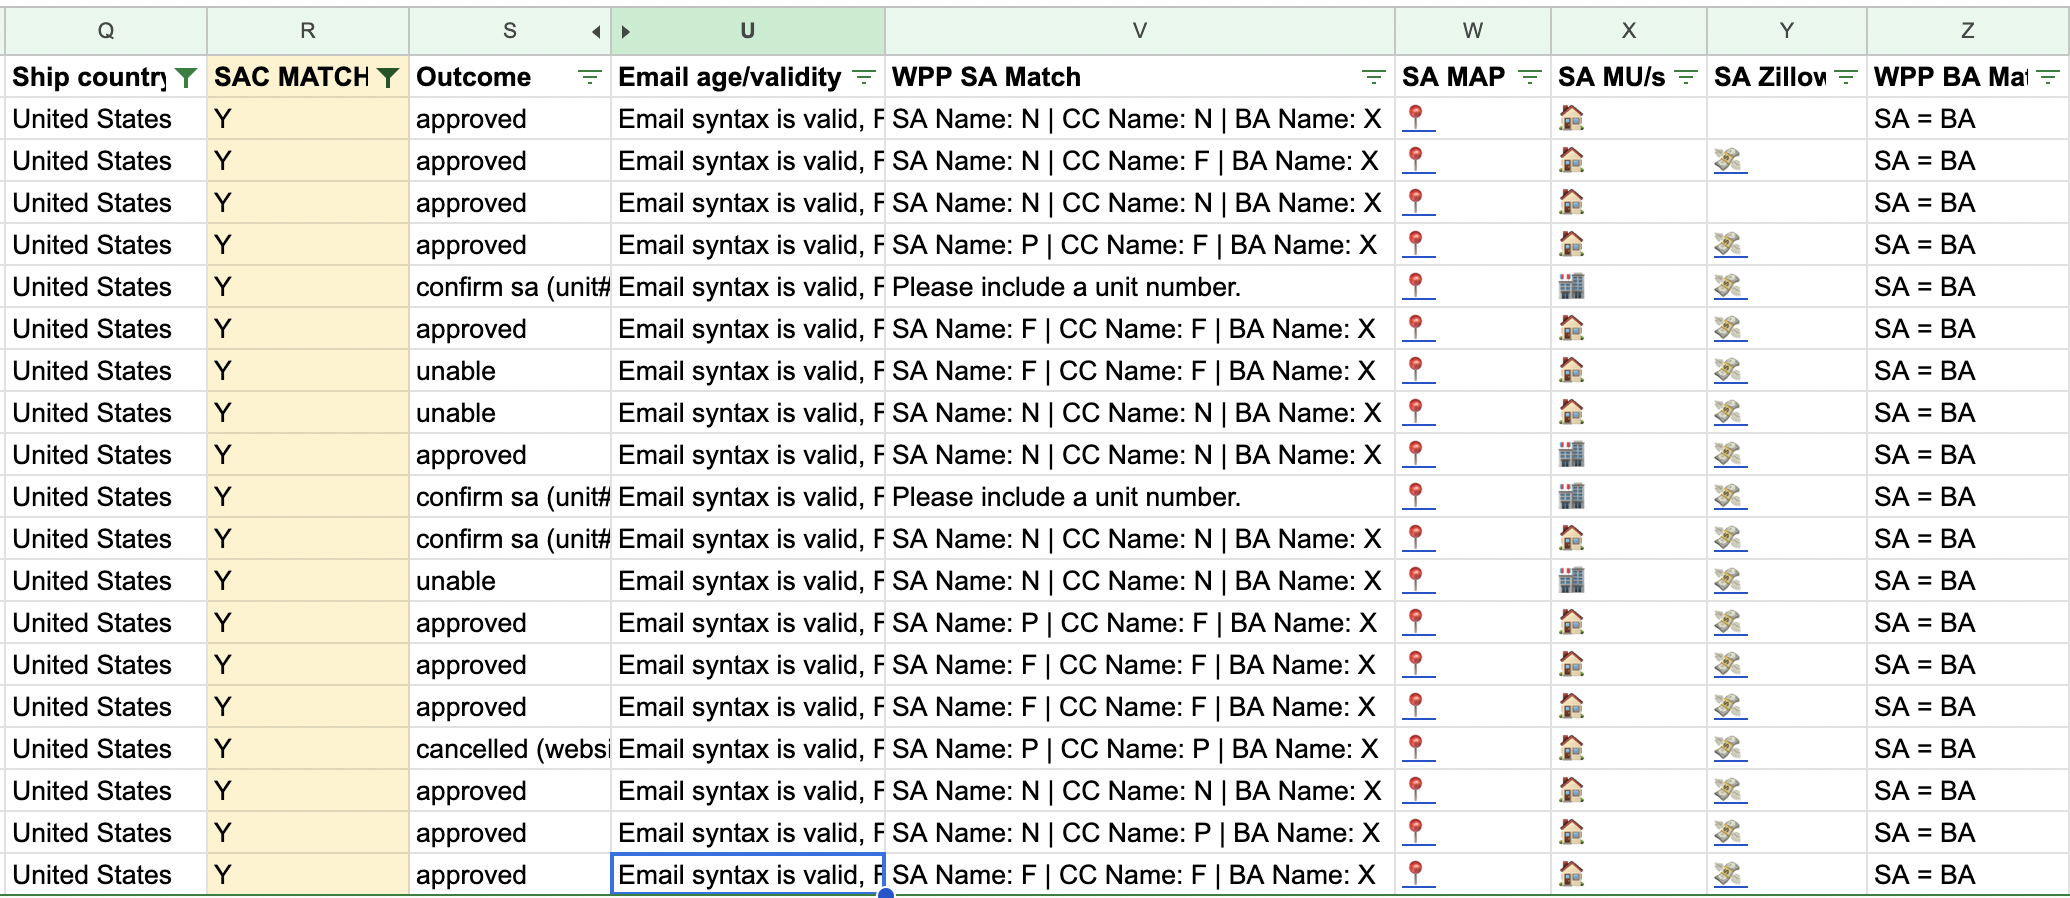 Q R S U V W X Y Z
Ship country SAC MATCH Outcome Email age/validity WPP SA Match SA MAP SA MU/s SA Zillow WPP BA Mat
United States Y approved Email syntax is valid, F SA Name: N | CC Name: N | BA Name: X SA = BA
United States Y approved Email syntax is valid, F SA Name: N | CC Name: F | BA Name: X SA = BA
United States Y approved Email syntax is valid, F SA Name: N | CC Name: N | BA Name: X SA = BA
United States Y approved Email syntax is valid, F SA Name: P | CC Name: F | BA Name: X SA = BA
United States Y confirm sa (unit# Email syntax is valid, F Please include a unit number. SA = BA
United States Y approved Email syntax is valid, F SA Name: F | CC Name: F | BA Name: X SA = BA
United States Y unable Email syntax is valid, F SA Name: F | CC Name: F | BA Name: X SA = BA
United States Y unable Email syntax is valid, F SA Name: N | CC Name: N | BA Name: X SA = BA
United States Y approved Email syntax is valid, F SA Name: N | CC Name: N | BA Name: X SA = BA
United States Y confirm sa (unit# Email syntax is valid, F Please include a unit number. SA = BA
United States Y confirm sa (unit# Email syntax is valid, F SA Name: N | CC Name: N | BA Name: X SA = BA
United States Y unable Email syntax is valid, F SA Name: N | CC Name: N | BA Name: X SA = BA
United States Y approved Email syntax is valid, F SA Name: P | CC Name: F | BA Name: X SA = BA
United States Y approved Email syntax is valid, F SA Name: F | CC Name: F | BA Name: X SA = BA
United States Y approved Email syntax is valid, F SA Name: F | CC Name: F | BA Name: X SA = BA
United States Y cancelled (websi Email syntax is valid, F SA Name: P | CC Name: P | BA Name: X SA = BA
United States Y approved Email syntax is valid, F SA Name: N | CC Name: N | BA Name: X SA = BA
United States Y approved Email syntax is valid, F SA Name: N | CC Name: P | BA Name: X SA = BA
United States Y approved Email syntax is valid, F SA Name: F | CC Name: F | BA Name: X SA = BA